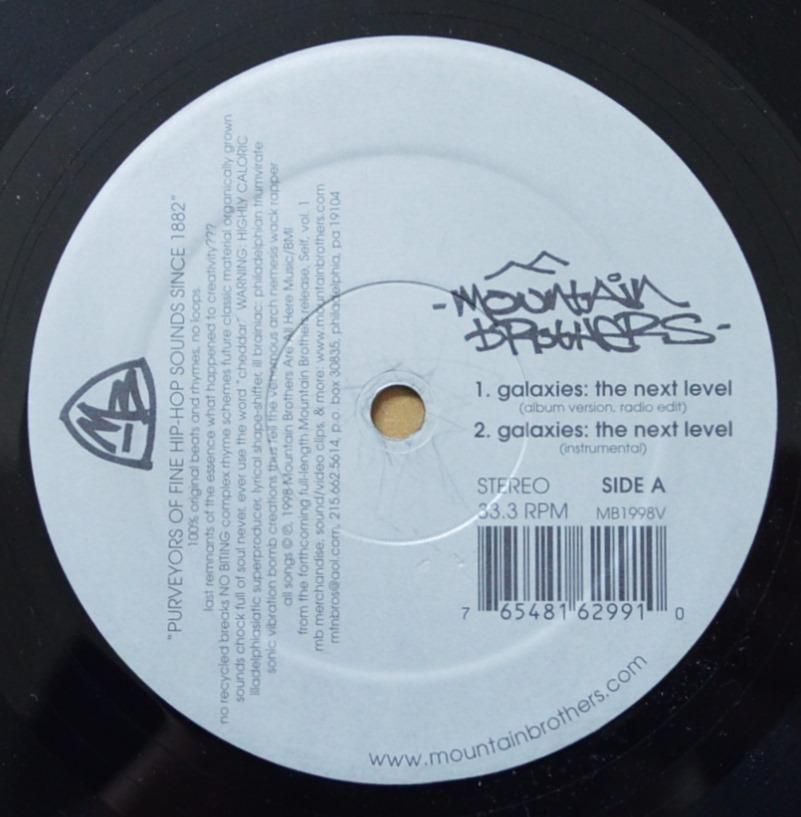 MB
"PURVEYORS OF FINE HIP-HOP SOUNDS SINCE 1882"
100% original beats and rhymes, no loops.
last remnants of the essence what happened to creativity???
no recycled breaks NO BITING complex rhyme schemes future classic material organically grown
sounds chock full of soul never, ever use the word "cheddar" WARNING: HIGHLY CALORIC
illadelphiasiatic superproducer, lyrical shape-shifter, ill brainiac: philadelphian triumvirate
sonic vibration bomb creations thus fell the venomous arch nemesis wack rapper
all songs © ℗, 1998 Mountain Brothers Are All Here Music/BMI
from the forthcoming full-length Mountain Brothers release, Self, vol. 1
mb merchandise, sound/video clips, & more: www.mountainbrothers.com
mtnbros@aol.com, 215.662.5614, p.o. box 30835, philadelphia, pa 19104
-MOUNTAIN
BROTHERS-
1. galaxies: the next level
(album version, radio edit)
2. galaxies: the next level
(instrumental)
STEREO SIDE A
33.3 RPM MB1998V
7 65481 62991 0
www.mountainbrothers.com